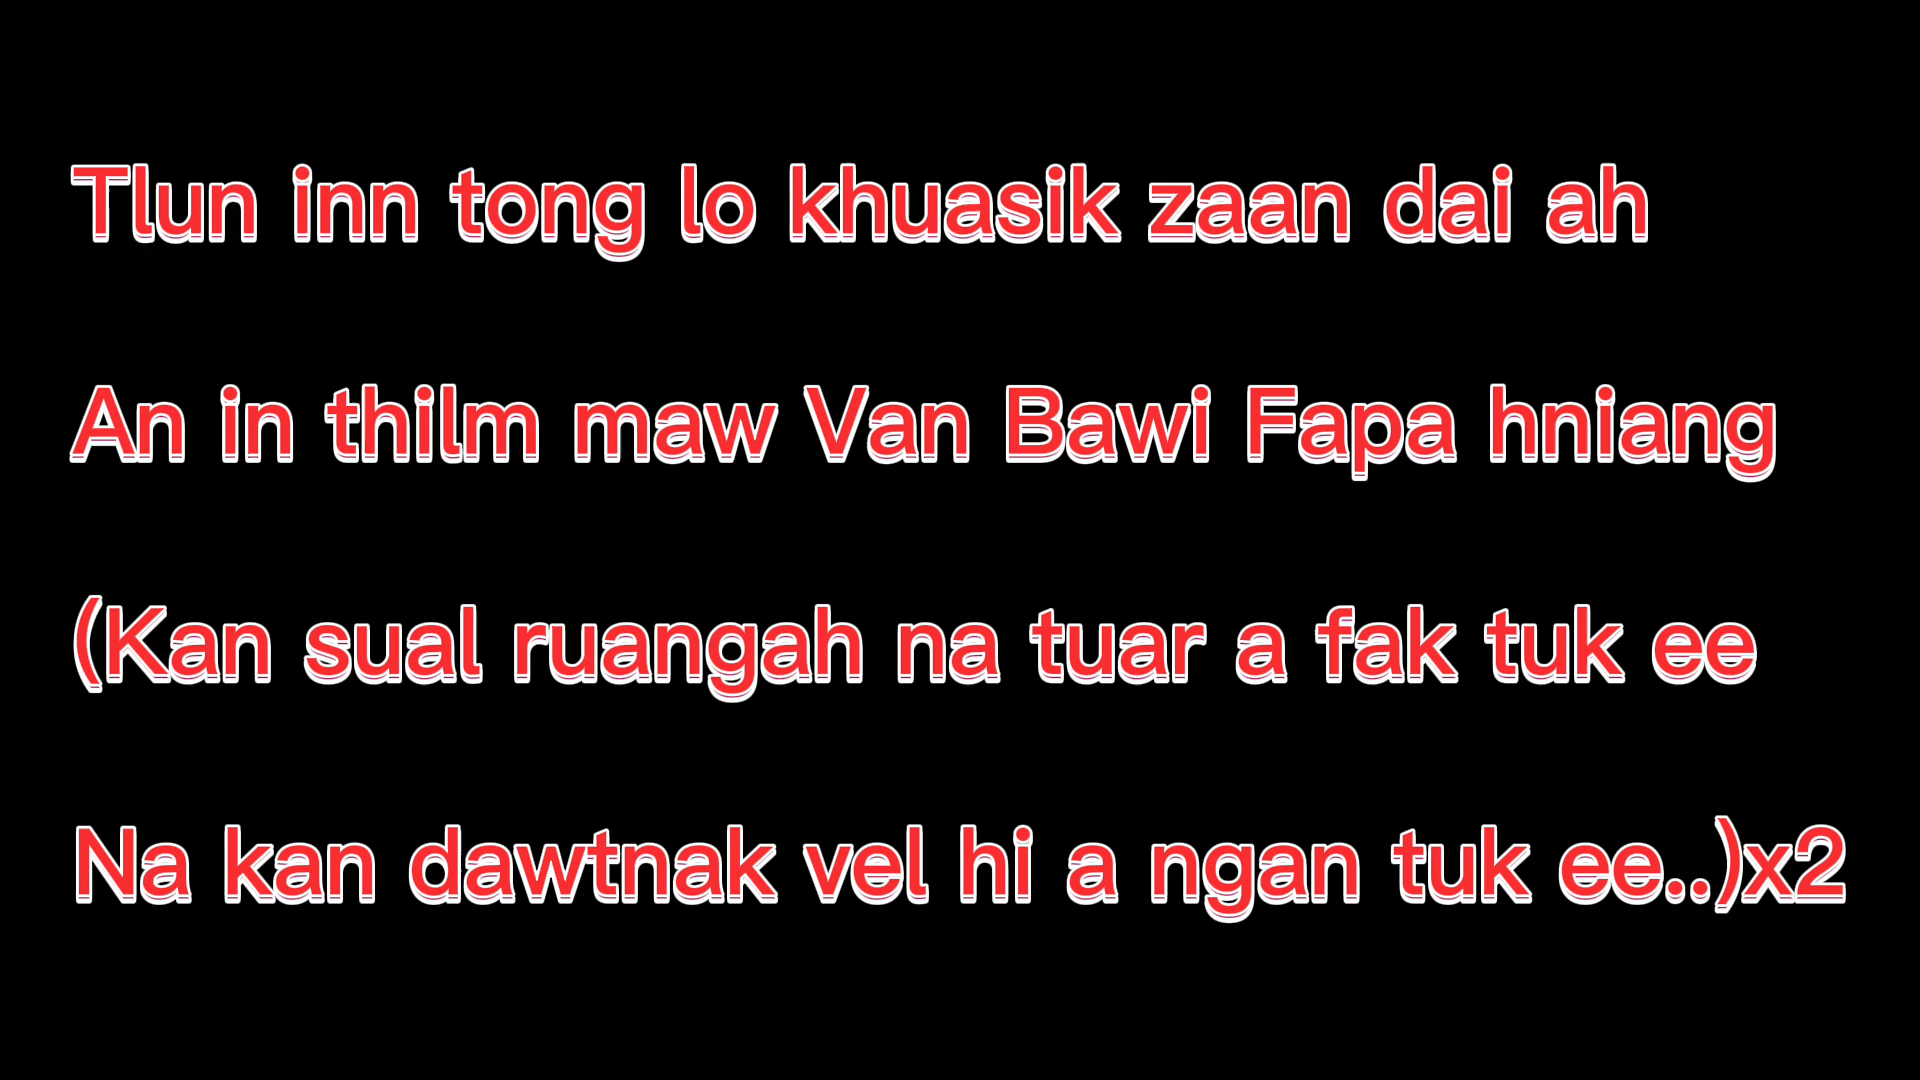 Tlun inn tong lo khuasik zaan dai ah
An in thilm maw Van Bawi Fapa hniang
(Kan sual ruangah na tuar a fak tuk ee
Na kan dawtnak vel hi a ngan tuk ee..)x2